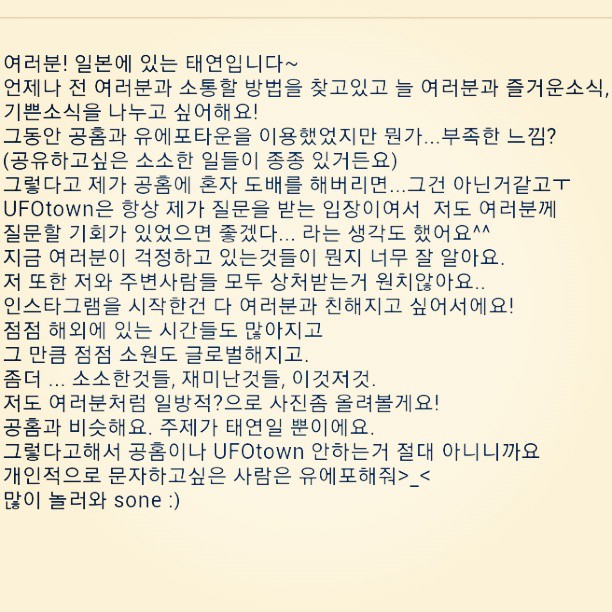 여러분! 일본에 있는 태연입니다~
언제나 전 여러분과 소통할 방법을 찾고있고 늘 여러분과 즐거운소식,
기쁜소식을 나누고 싶어해요!
그동안 공홈과 유에포타운을 이용했었지만 뭔가...부족한 느낌?
(공유하고싶은 소소한 일들이 종종 있거든요)
그렇다고 제가 공홈에 혼자 도배를 해버리면...그건 아닌거같고ㅜ
UFOtown은 항상 제가 질문을 받는 입장이여서 저도 여러분께
질문할 기회가 있었으면 좋겠다... 라는 생각도 했어요^^
지금 여러분이 걱정하고 있는것들이 뭔지 너무 잘 알아요.
저 또한 저와 주변사람들 모두 상처받는거 원치않아요..
인스타그램을 시작한건 다 여러분과 친해지고 싶어서에요!
점점 해외에 있는 시간들도 많아지고
그 만큼 점점 소원도 글로벌해지고.
좀더 ... 소소한것들, 재미난것들, 이것저것.
저도 여러분처럼 일방적?으로 사진좀 올려볼게요!
공홈과 비슷해요. 주제가 태연일 뿐이에요.
그렇다고해서 공홈이나 UFOtown 안하는거 절대 아니니까요
개인적으로 문자하고싶은 사람은 유에포해줘>_<
많이 놀러와 sone :)